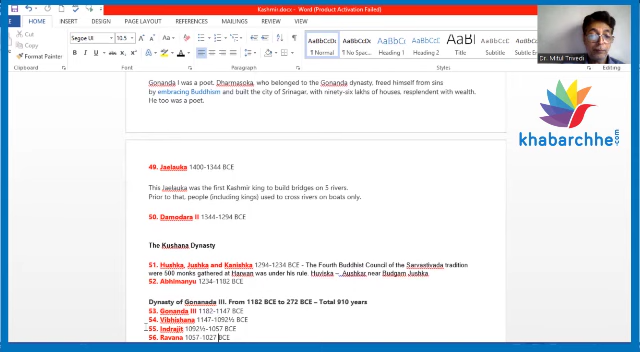 Kashmir.docx - Word (Product Activation Failed)
HOME INSERT DESIGN PAGE LAYOUT REFERENCES MAILINGS REVIEW VIEW
Cut
Copy
Format Painter
Segoe UI 10.5
Font
Paragraph
Styles
Editing
AaBbCcDc AaBbCcDc AaBbCc AaBbCcC AaBl AaBbCcD
¶ Normal ¶ No Spac... Heading 1 Heading 2 Title Subtitle Subtle Em
Dr. Mitul Trivedi
khabarchhe.com
Gonanda I was a poet. Dharmasoka, who belonged to the Gonanda dynasty, freed himself from sins
by embracing Buddhism and built the city of Srinagar, with ninety-six lakhs of houses, resplendent with wealth.
He too was a poet.
49. Jaelauka 1400-1344 BCE
This Jaelauka was the first Kashmir king to build bridges on 5 rivers.
Prior to that, people (including kings) used to cross rivers on boats only.
50. Damodara II 1344-1294 BCE
The Kushana Dynasty
51. Hushka, Jushka and Kanishka 1294-1234 BCE - The Fourth Buddhist Council of the Sarvastivada tradition
were 500 monks gathered at Harwan was under his rule. Huviska – Aushkar near Budgam Jushka.
52. Abhimanyu 1234-1182 BCE
Dynasty of Gonanada III. From 1182 BCE to 272 BCE – Total 910 years
53. Gonanda III 1182-1147 BCE
54. Vibhishana 1147-1092½ BCE
55. Indrajit 1092½-1057 BCE
56. Ravana 1057-1027 BCE